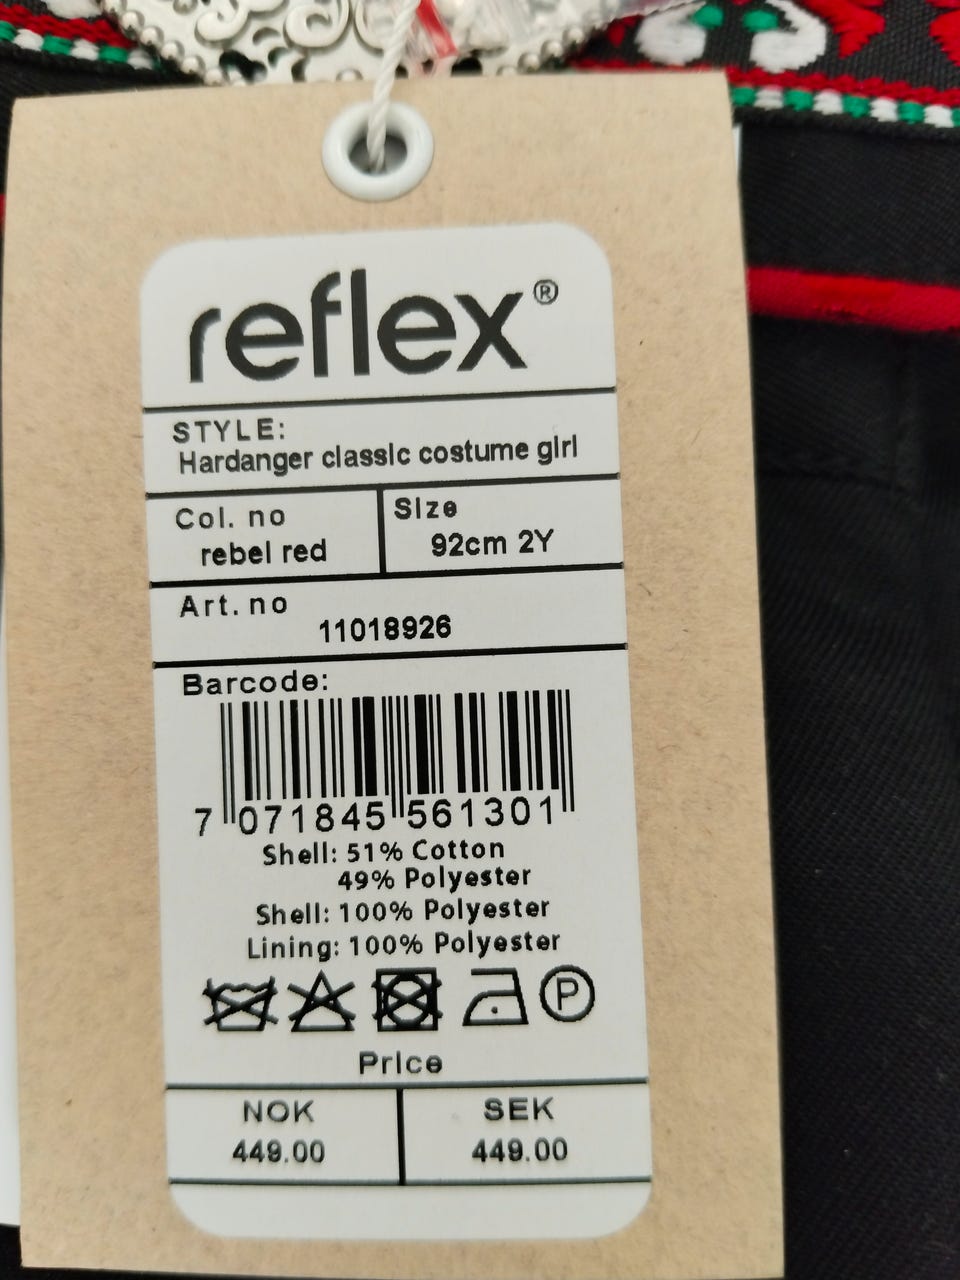 reflex®
STYLE:
Hardanger classic costume girl
Col. no
rebel red
Size
92cm 2Y
Art. no
11018926
Barcode:
7 071845 561301
Shell: 51% Cotton
49% Polyester
Shell: 100% Polyester
Lining: 100% Polyester
P
Price
NOK
449.00
SEK
449.00